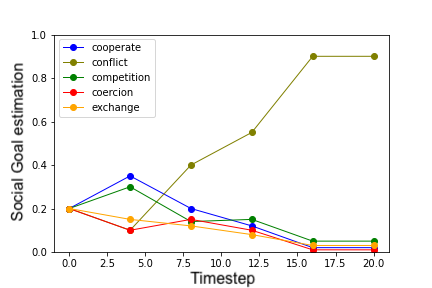 1.0
0.8
0.6
0.4
0.2
0.0
Social Goal estimation
cooperate
conflict
competition
coercion
exchange
0.0 2.5 5.0 7.5 10.0 12.5 15.0 17.5 20.0
Timestep